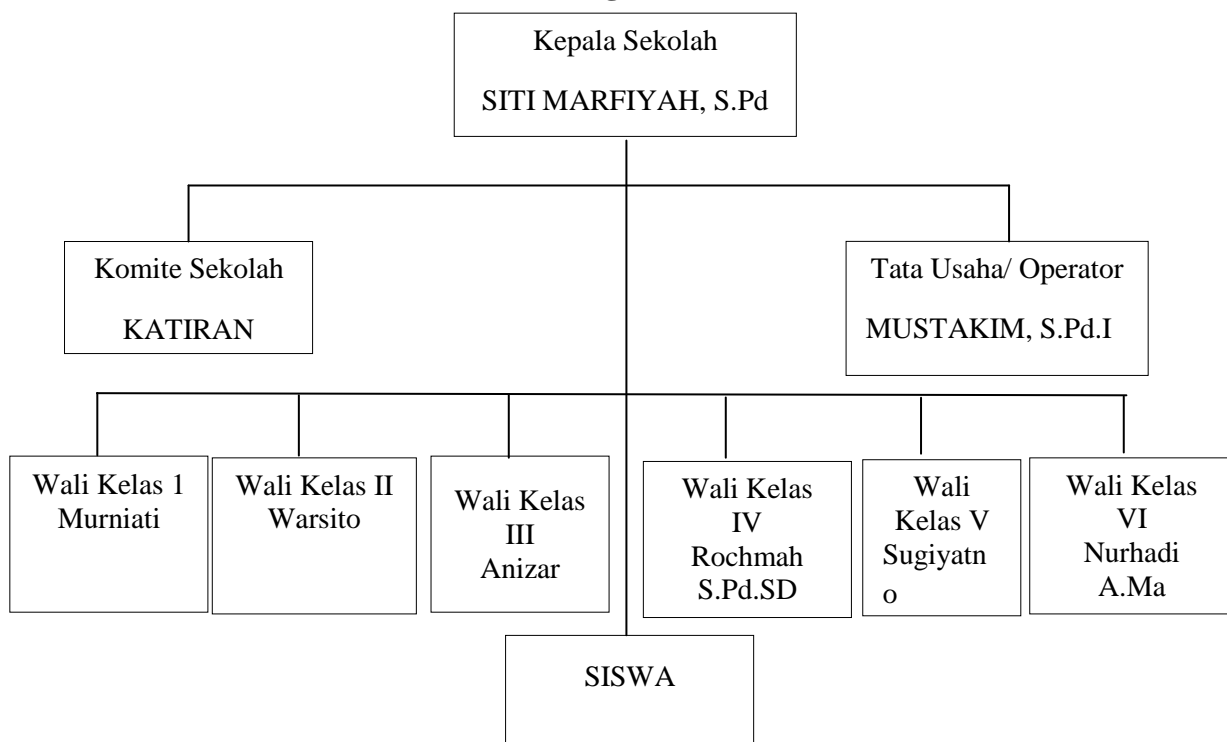 Kepala Sekolah
SITI MARFIYAH, S.Pd
Komite Sekolah
KATIRAN
Tata Usaha/ Operator
MUSTAKIM, S.Pd.I
Wali Kelas 1
Murniati
Wali Kelas II
Warsito
Wali Kelas
III
Anizar
Wali Kelas
IV
Rochmah
S.Pd.SD
Wali
Kelas V
Sugiyatn
o
Wali Kelas
VI
Nurhadi
A.Ma
SISWA